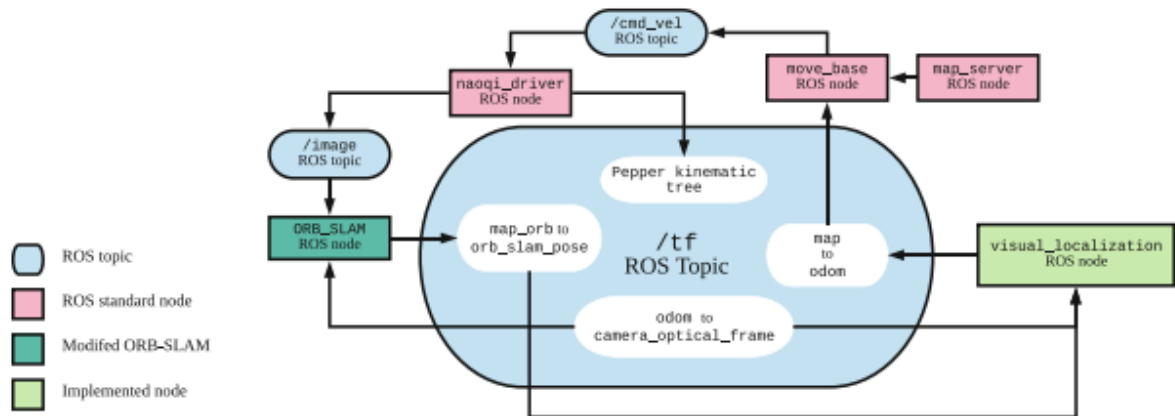 /cmd_vel
ROS topic
naoqi_driver
ROS node
move_base
ROS node
map_server
ROS node
/image
ROS topic
Pepper kinematic
tree
ORB_SLAM
ROS node
map_orb to
orb_slam_pose
/tf
ROS Topic
map
to
odom
visual_localization
ROS node
odom to
camera_optical_frame
ROS topic
ROS standard node
Modifed ORB-SLAM
Implemented node